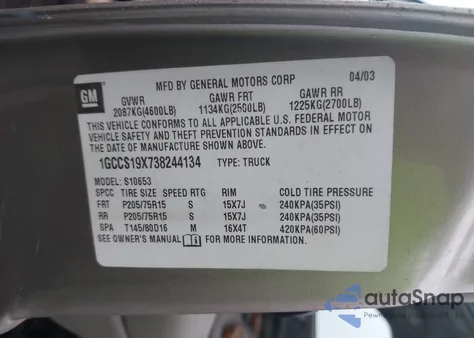 GM
MFD BY GENERAL MOTORS CORP 04/03
GVWR GAWR FRT GAWR RR
2087KG(4600LB) 1134KG(2500LB) 1225KG(2700LB)
THIS VEHICLE CONFORMS TO ALL APPLICABLE U.S. FEDERAL MOTOR
VEHICLE SAFETY AND THEFT PREVENTION STANDARDS IN EFFECT ON
THE DATE OF MANUFACTURE SHOWN ABOVE.
1GCCS19X738244134 TYPE: TRUCK
MODEL: S10653
SPCC TIRE SIZE SPEED RTG RIM COLD TIRE PRESSURE
FRT P205/75R15 S 15X7J 240KPA(35PSI)
RR P205/75R15 S 15X7J 240KPA(35PSI)
SPA T145/80D16 M 16X4T 420KPA(60PSI)
SEE OWNER'S MANUAL i FOR MORE INFORMATION.
autoSnap